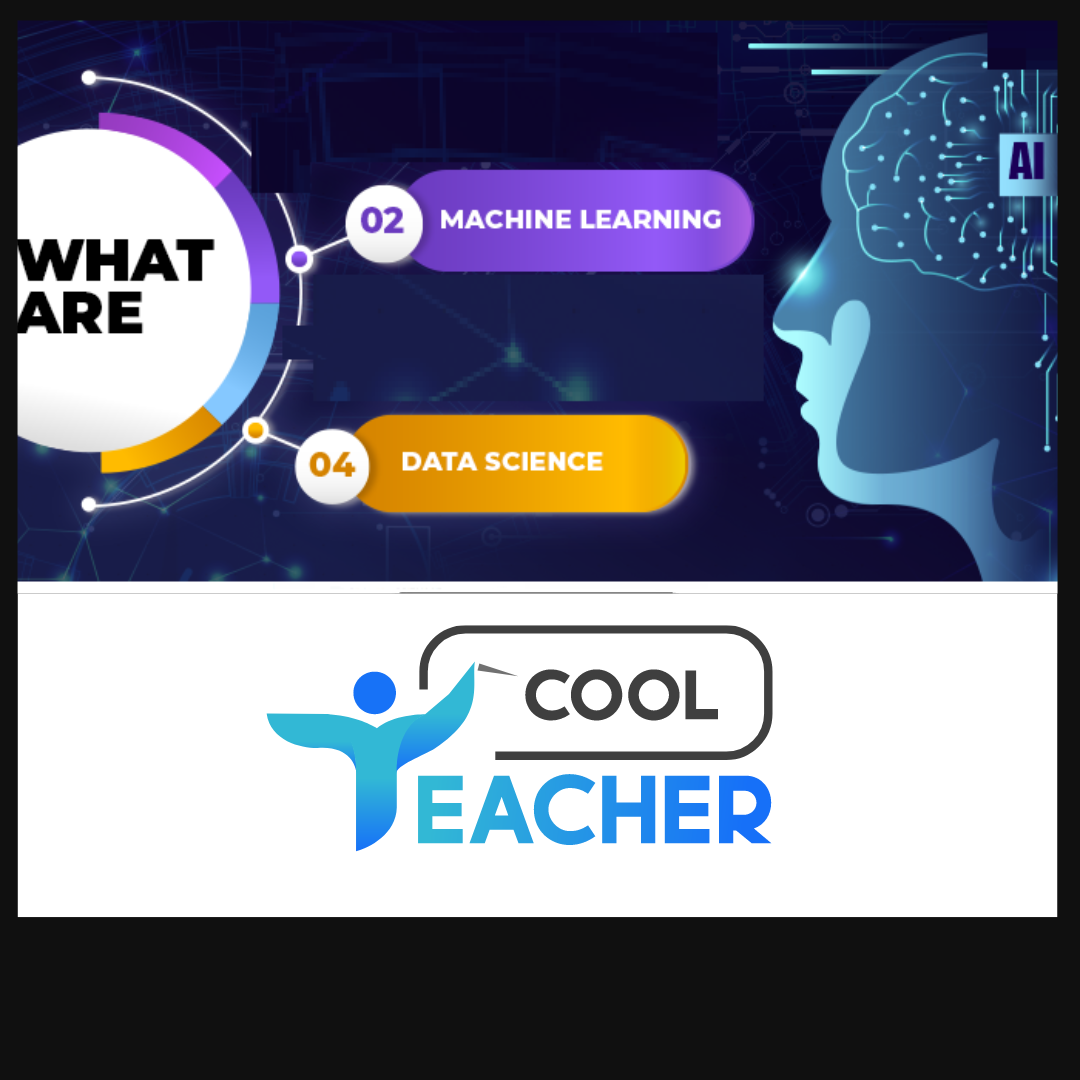 WHAT
ARE
02
MACHINE LEARNING
04
DATA SCIENCE
AI
COOL
TEACHER